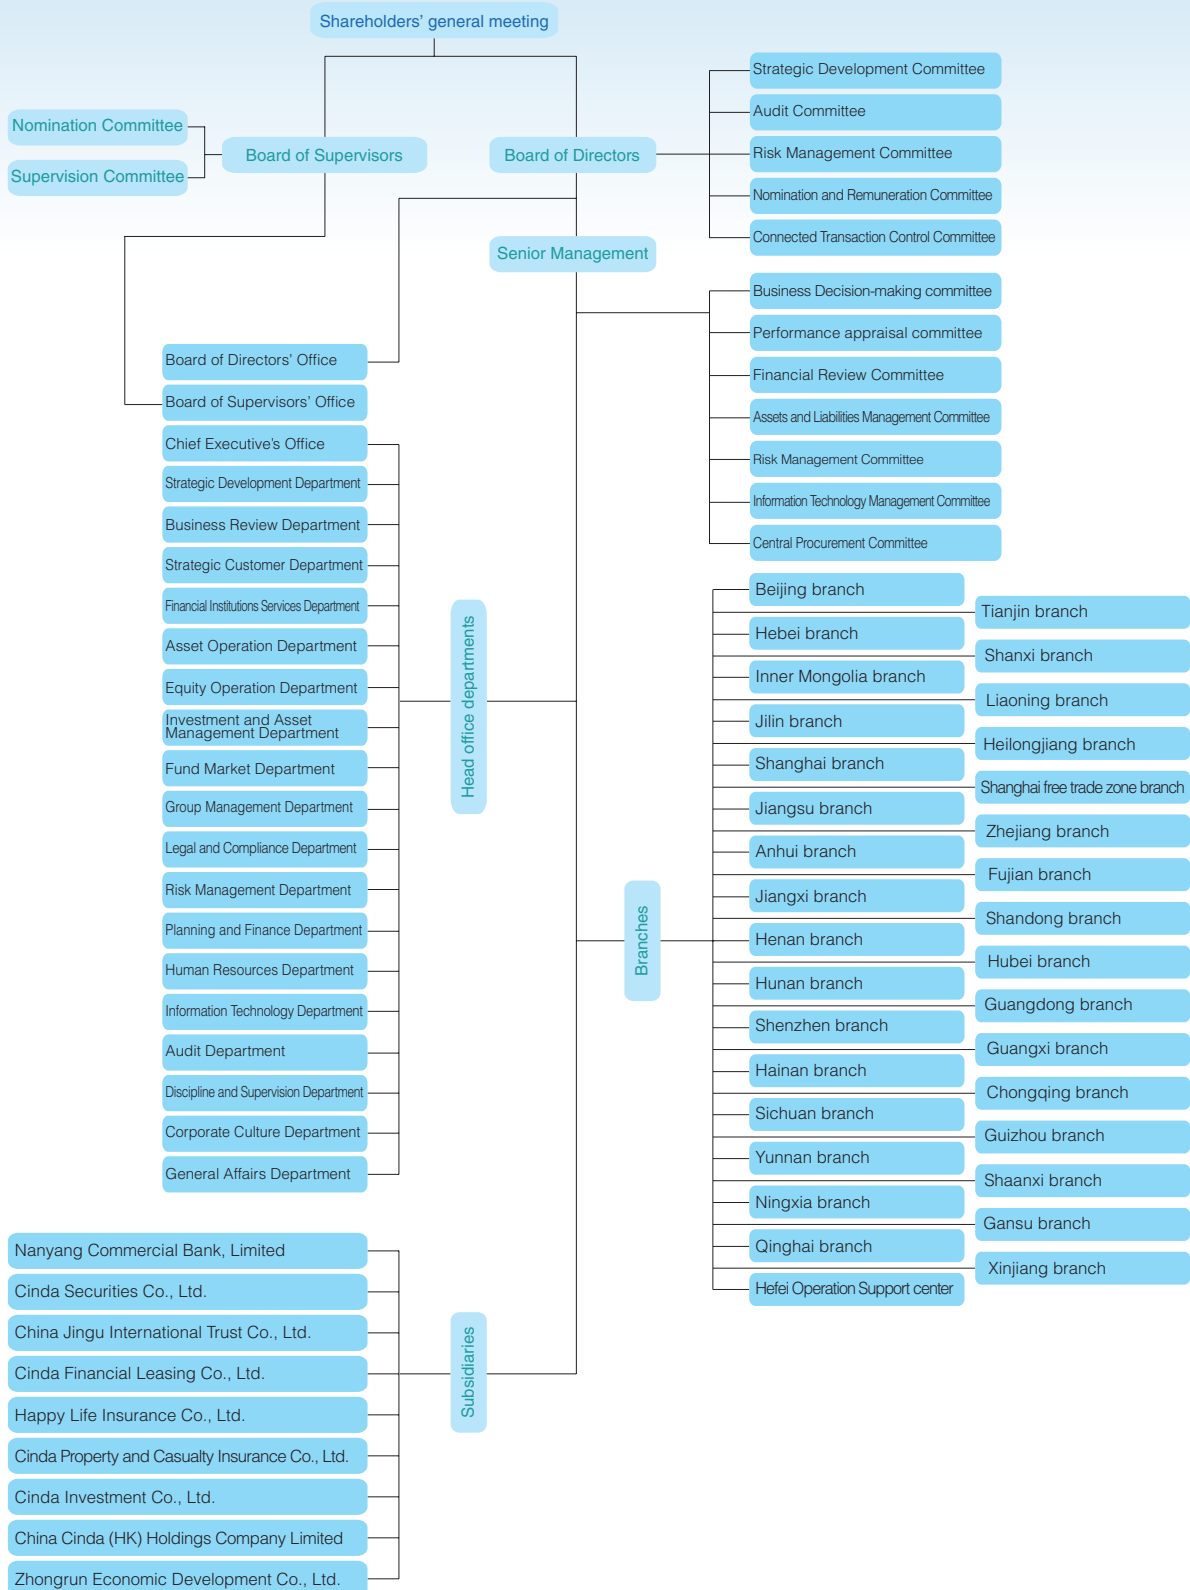 Shareholders’ general meeting
Strategic Development Committee
Audit Committee
Risk Management Committee
Nomination and Remuneration Committee
Connected Transaction Control Committee
Nomination Committee
Supervision Committee
Board of Supervisors
Board of Directors
Senior Management
Business Decision-making committee
Performance appraisal committee
Financial Review Committee
Assets and Liabilities Management Committee
Risk Management Committee
Information Technology Management Committee
Central Procurement Committee
Board of Directors’ Office
Board of Supervisors’ Office
Chief Executive’s Office
Strategic Development Department
Business Review Department
Strategic Customer Department
Financial Institutions Services Department
Asset Operation Department
Equity Operation Department
Investment and Asset
Management Department
Fund Market Department
Group Management Department
Legal and Compliance Department
Risk Management Department
Planning and Finance Department
Human Resources Department
Information Technology Department
Audit Department
Discipline and Supervision Department
Corporate Culture Department
General Affairs Department
Head office departments
Branches
Beijing branch
Tianjin branch
Hebei branch
Shanxi branch
Inner Mongolia branch
Liaoning branch
Jilin branch
Heilongjiang branch
Shanghai branch
Shanghai free trade zone branch
Jiangsu branch
Zhejiang branch
Anhui branch
Fujian branch
Jiangxi branch
Shandong branch
Henan branch
Hubei branch
Hunan branch
Guangdong branch
Shenzhen branch
Guangxi branch
Hainan branch
Chongqing branch
Sichuan branch
Guizhou branch
Yunnan branch
Shaanxi branch
Ningxia branch
Gansu branch
Qinghai branch
Xinjiang branch
Hefei Operation Support center
Nanyang Commercial Bank, Limited
Cinda Securities Co., Ltd.
China Jingu International Trust Co., Ltd.
Cinda Financial Leasing Co., Ltd.
Happy Life Insurance Co., Ltd.
Cinda Property and Casualty Insurance Co., Ltd.
Cinda Investment Co., Ltd.
China Cinda (HK) Holdings Company Limited
Zhongrun Economic Development Co., Ltd.
Subsidiaries